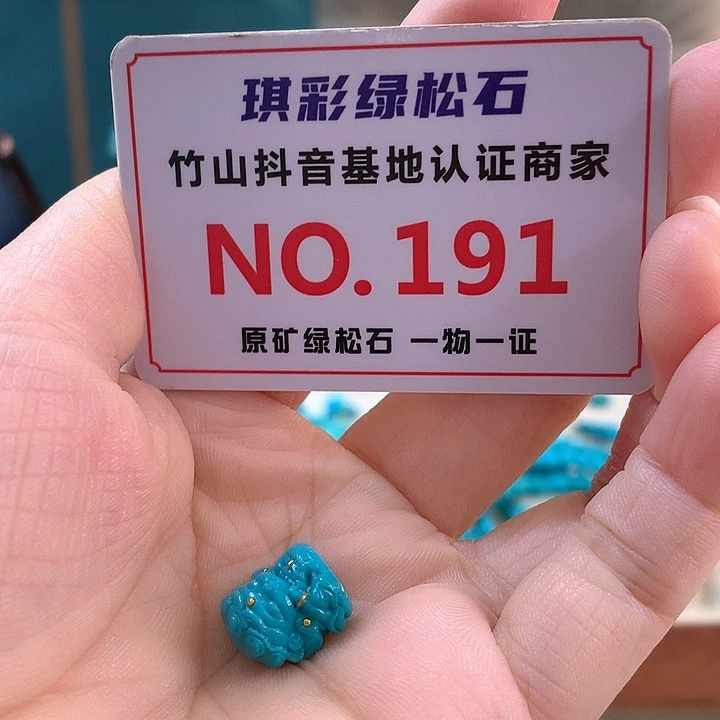 琪彩绿松石
竹山抖音基地认证商家
NO.191
原矿绿松石 一物一证